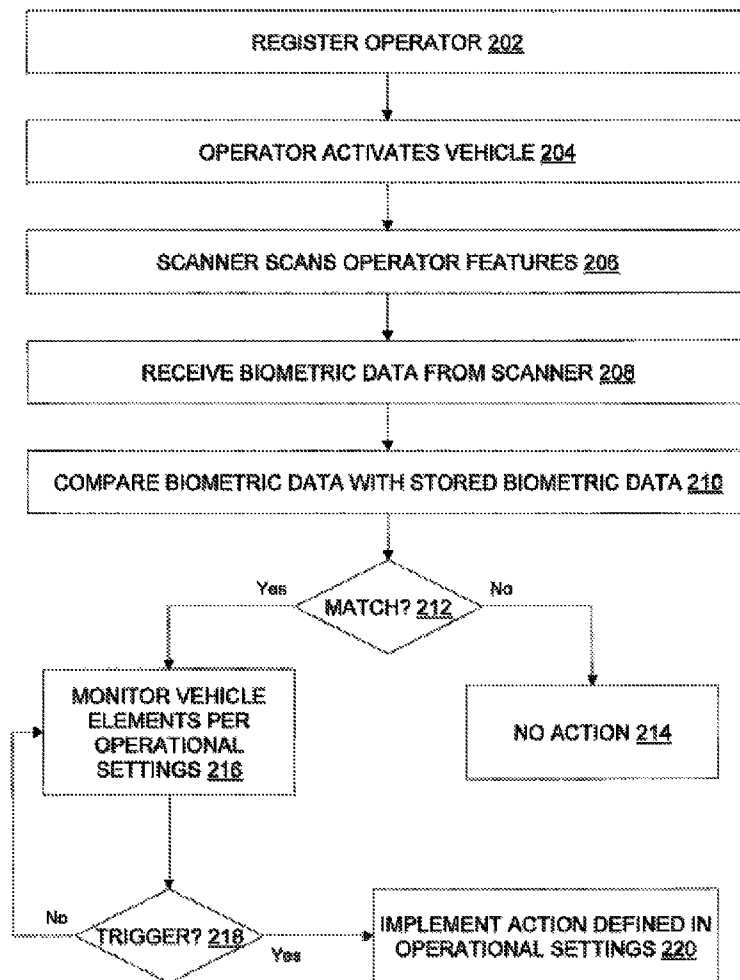 REGISTER OPERATOR 202
OPERATOR ACTIVATES VEHICLE 204
SCANNER SCANS OPERATOR FEATURES 206
RECEIVE BIOMETRIC DATA FROM SCANNER 208
COMPARE BIOMETRIC DATA WITH STORED BIOMETRIC DATA 210
Yes
MATCH? 212
No
MONITOR VEHICLE
ELEMENTS PER
OPERATIONAL
SETTINGS 216
NO ACTION 214
No
TRIGGER? 218
Yes
IMPLEMENT ACTION DEFINED IN
OPERATIONAL SETTINGS 220